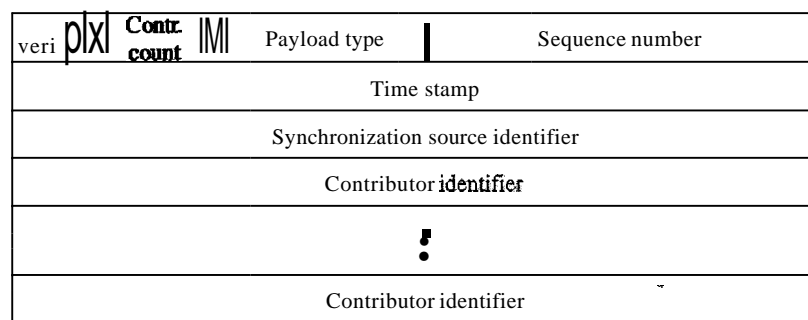 veri p|x| Contr. count |M| Payload type Sequence number
Time stamp
Synchronization source identifier
Contributor identifier
Contributor identifier